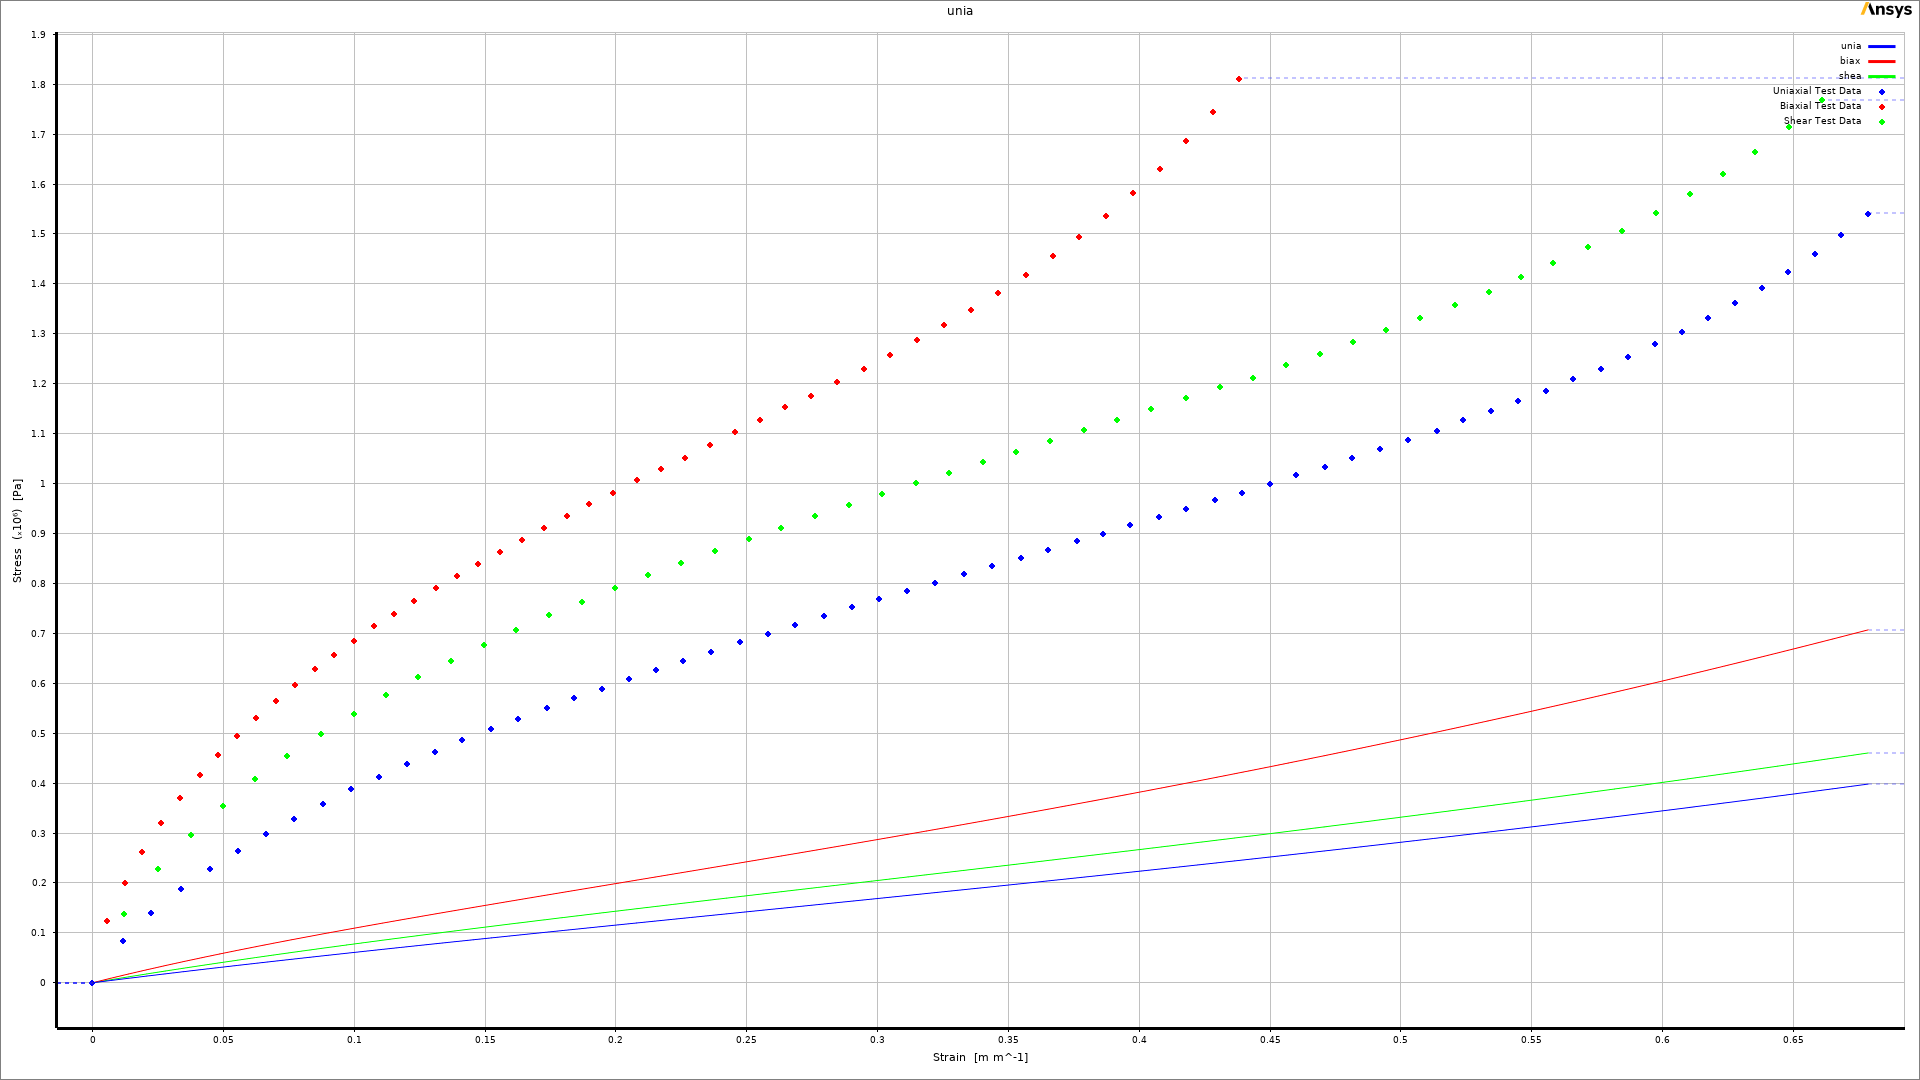 unia
Ansys
unia
biax
shea
Uniaxial Test Data
Biaxial Test Data
Shear Test Data
1.9
1.8
1.7
1.6
1.5
1.4
1.3
1.2
1.1
1
0.9
0.8
0.7
0.6
0.5
0.4
0.3
0.2
0.1
0
Stress (x10⁶) [Pa]
0 0.05 0.1 0.15 0.2 0.25 0.3 0.35 0.4 0.45 0.5 0.55 0.6 0.65
Strain [m m^-1]